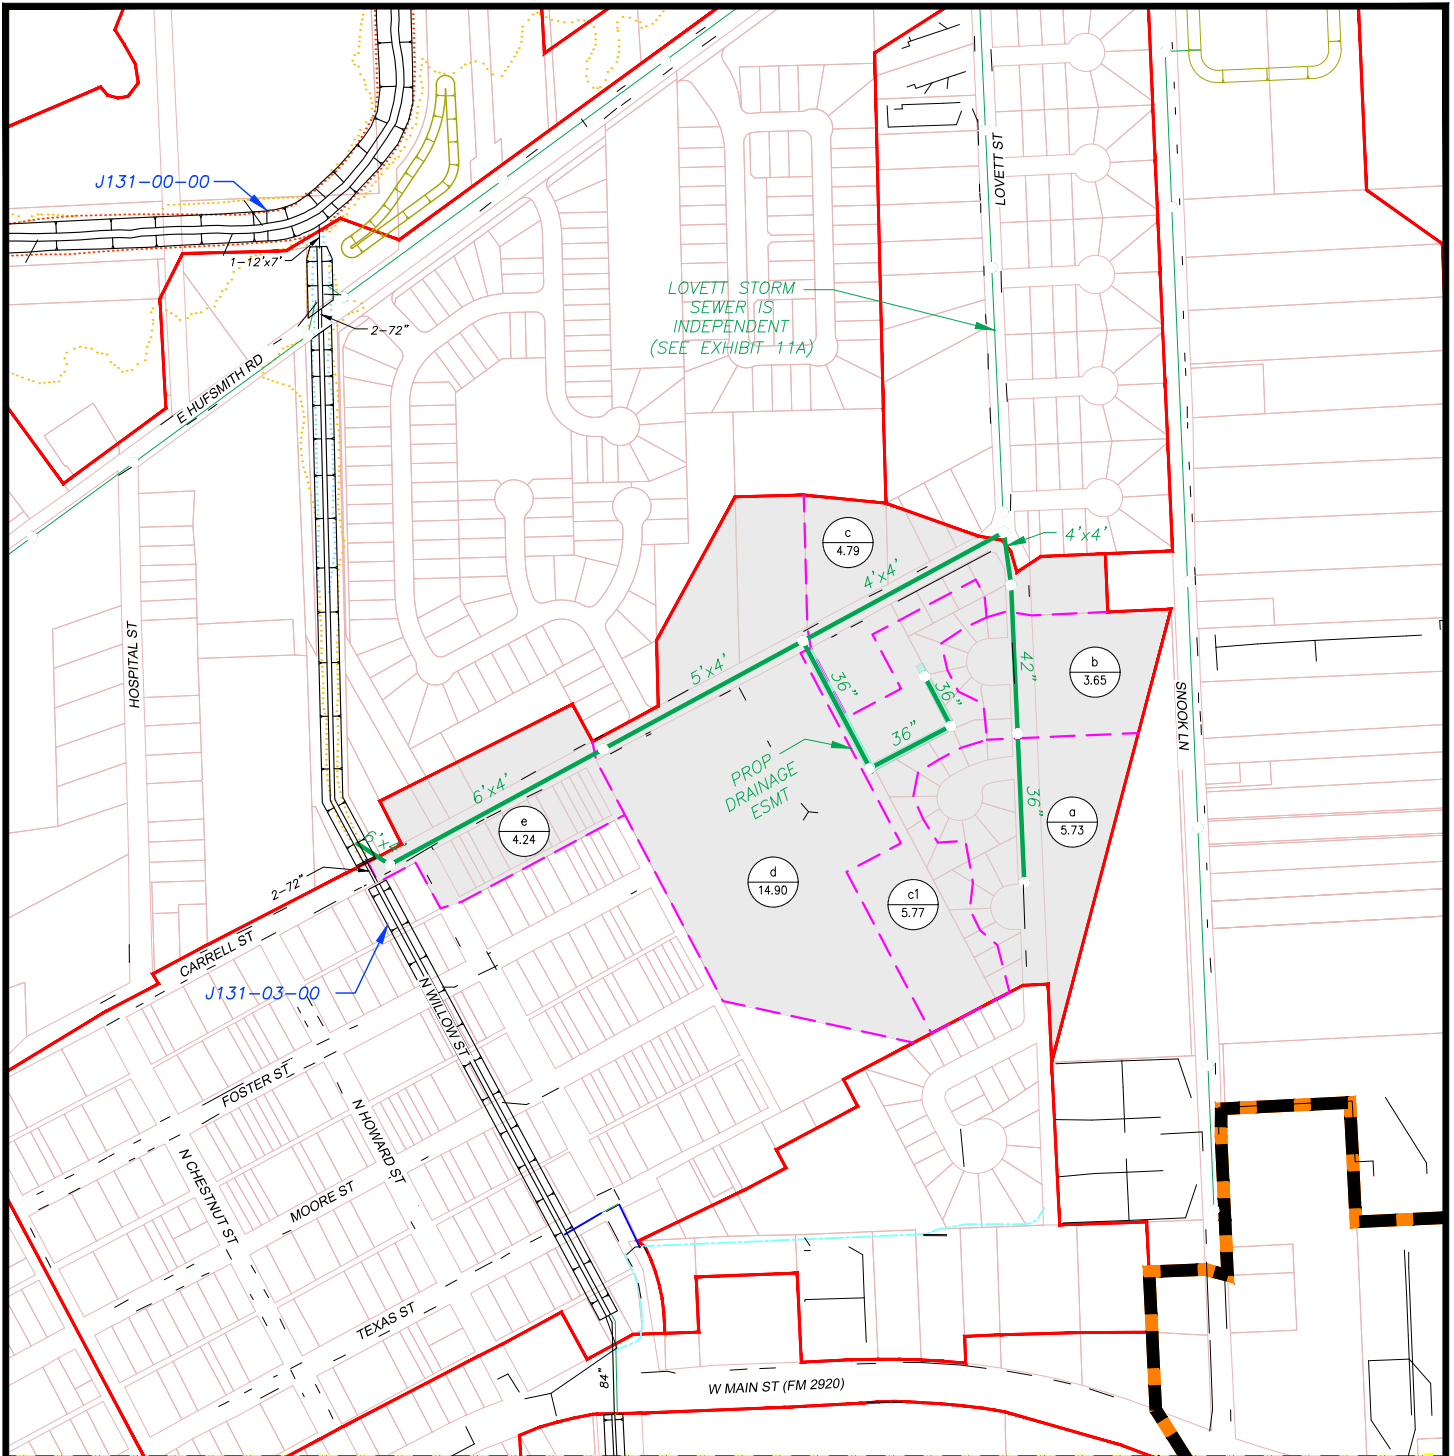 J131-00-00
1-12'x7'
2-72"
E HUFSMITH RD
LOVETT ST
LOVETT STORM
SEWER IS
INDEPENDENT
(SEE EXHIBIT 11A)
c
4.79
4'x4'
4'x4'
HOSPITAL ST
5'x4'
36"
36"
36"
42"
b
3.65
SNOOK LN
PROP
DRAINAGE
ESMT
6'x4'
e
4.24
36"
a
5.73
d
14.90
c1
5.77
2-72"
CARRELL ST
J131-03-00
N WILLOW ST
FOSTER ST
N HOWARD ST
N CHESTNUT ST
MOORE ST
TEXAS ST
84"
W MAIN ST (FM 2920)